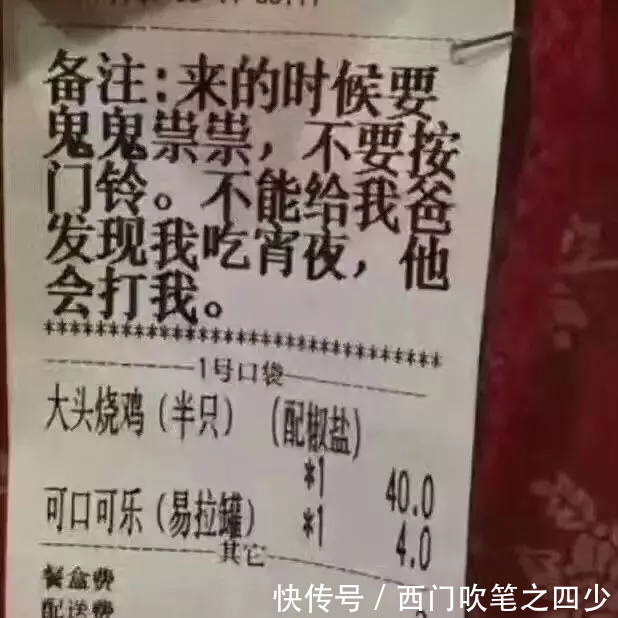 备注:来的时候要
鬼鬼祟祟,不要按
门铃。不能给我爸
发现我吃宵夜,他
会打我。
********************************
1号口袋
大头烧鸡(半只) (配椒盐)
*1 40.0
可口可乐(易拉罐) *1 4.0
其它
餐盒费
配送费
快传号 / 西门吹笔之四少